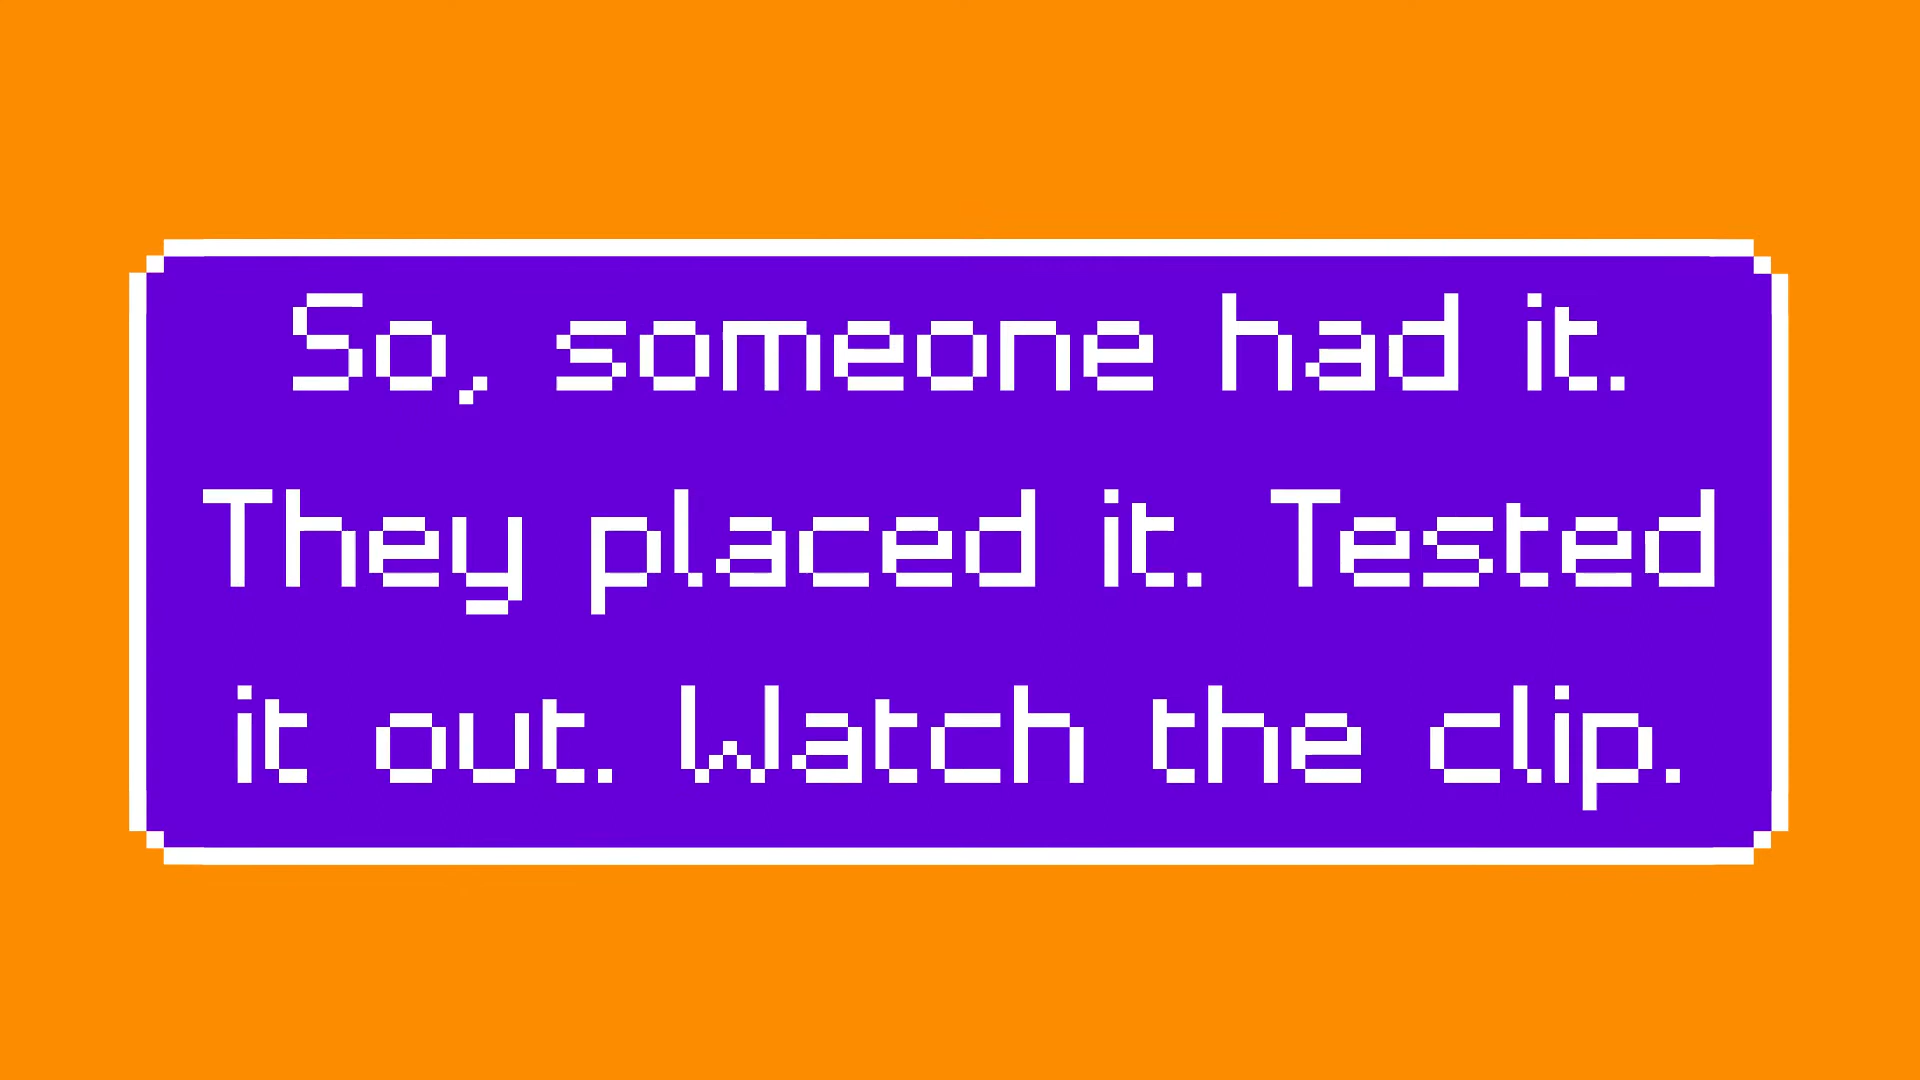 So, someone had it.
They placed it. Tested
it out. Watch the clip.